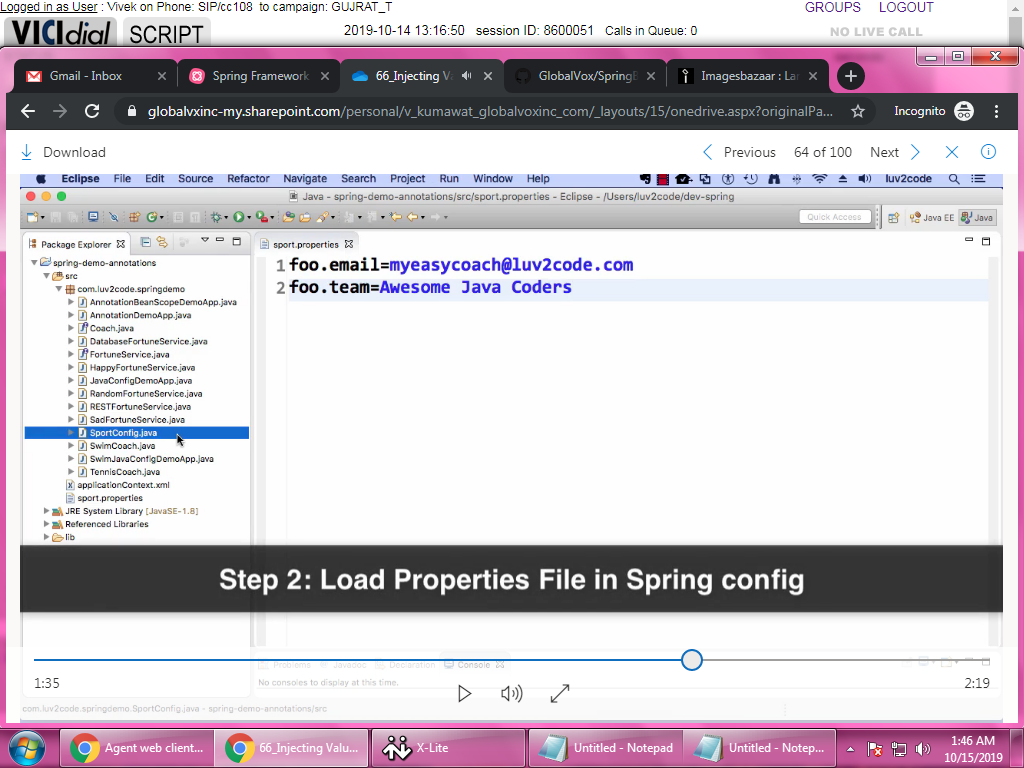 Logged in as User : Vivek on Phone: SIP/cc108 to campaign: GUJRAT_T
GROUPS LOGOUT
VICIdial SCRIPT
2019-10-14 13:16:50 session ID: 8600051 Calls in Queue: 0
NO LIVE CALL
Gmail - Inbox
Spring Framework
66_Injecting Va
GlobalVox/SpringB
Imagesbazaar : Lar
globalvxinc-my.sharepoint.com/personal/v_kumawat_globalvoxinc_com/_layouts/15/onedrive.aspx?originalPa...
Incognito
Download
Previous 64 of 100 Next
Eclipse File Edit Source Refactor Navigate Search Project Run Window Help
luv2code
Java - spring-demo-annotations/src/sport.properties - Eclipse - /Users/luv2code/dev-spring
Quick Access
Java EE
Java
Package Explorer
sport.properties
spring-demo-annotations
src
com.luv2code.springdemo
AnnotationBeanScopeDemoApp.java
AnnotationDemoApp.java
Coach.java
DatabaseFortuneService.java
FortuneService.java
HappyFortuneService.java
JavaConfigDemoApp.java
RandomFortuneService.java
RESTFortuneService.java
SadFortuneService.java
SportConfig.java
SwimCoach.java
SwimJavaConfigDemoApp.java
TennisCoach.java
applicationContext.xml
sport.properties
JRE System Library [JavaSE-1.8]
Referenced Libraries
lib
1 foo.email=myeasycoach@luv2code.com
2 foo.team=Awesome Java Coders
Step 2: Load Properties File in Spring config
Problems Javadoc Declaration Console
No consoles to display at this time.
1:35
2:19
com.luv2code.springdemo.SportConfig.java - spring-demo-annotations/src
Agent web client...
66_Injecting Valu...
X-Lite
Untitled - Notepad
Untitled - Notep...
1:46 AM
10/15/2019